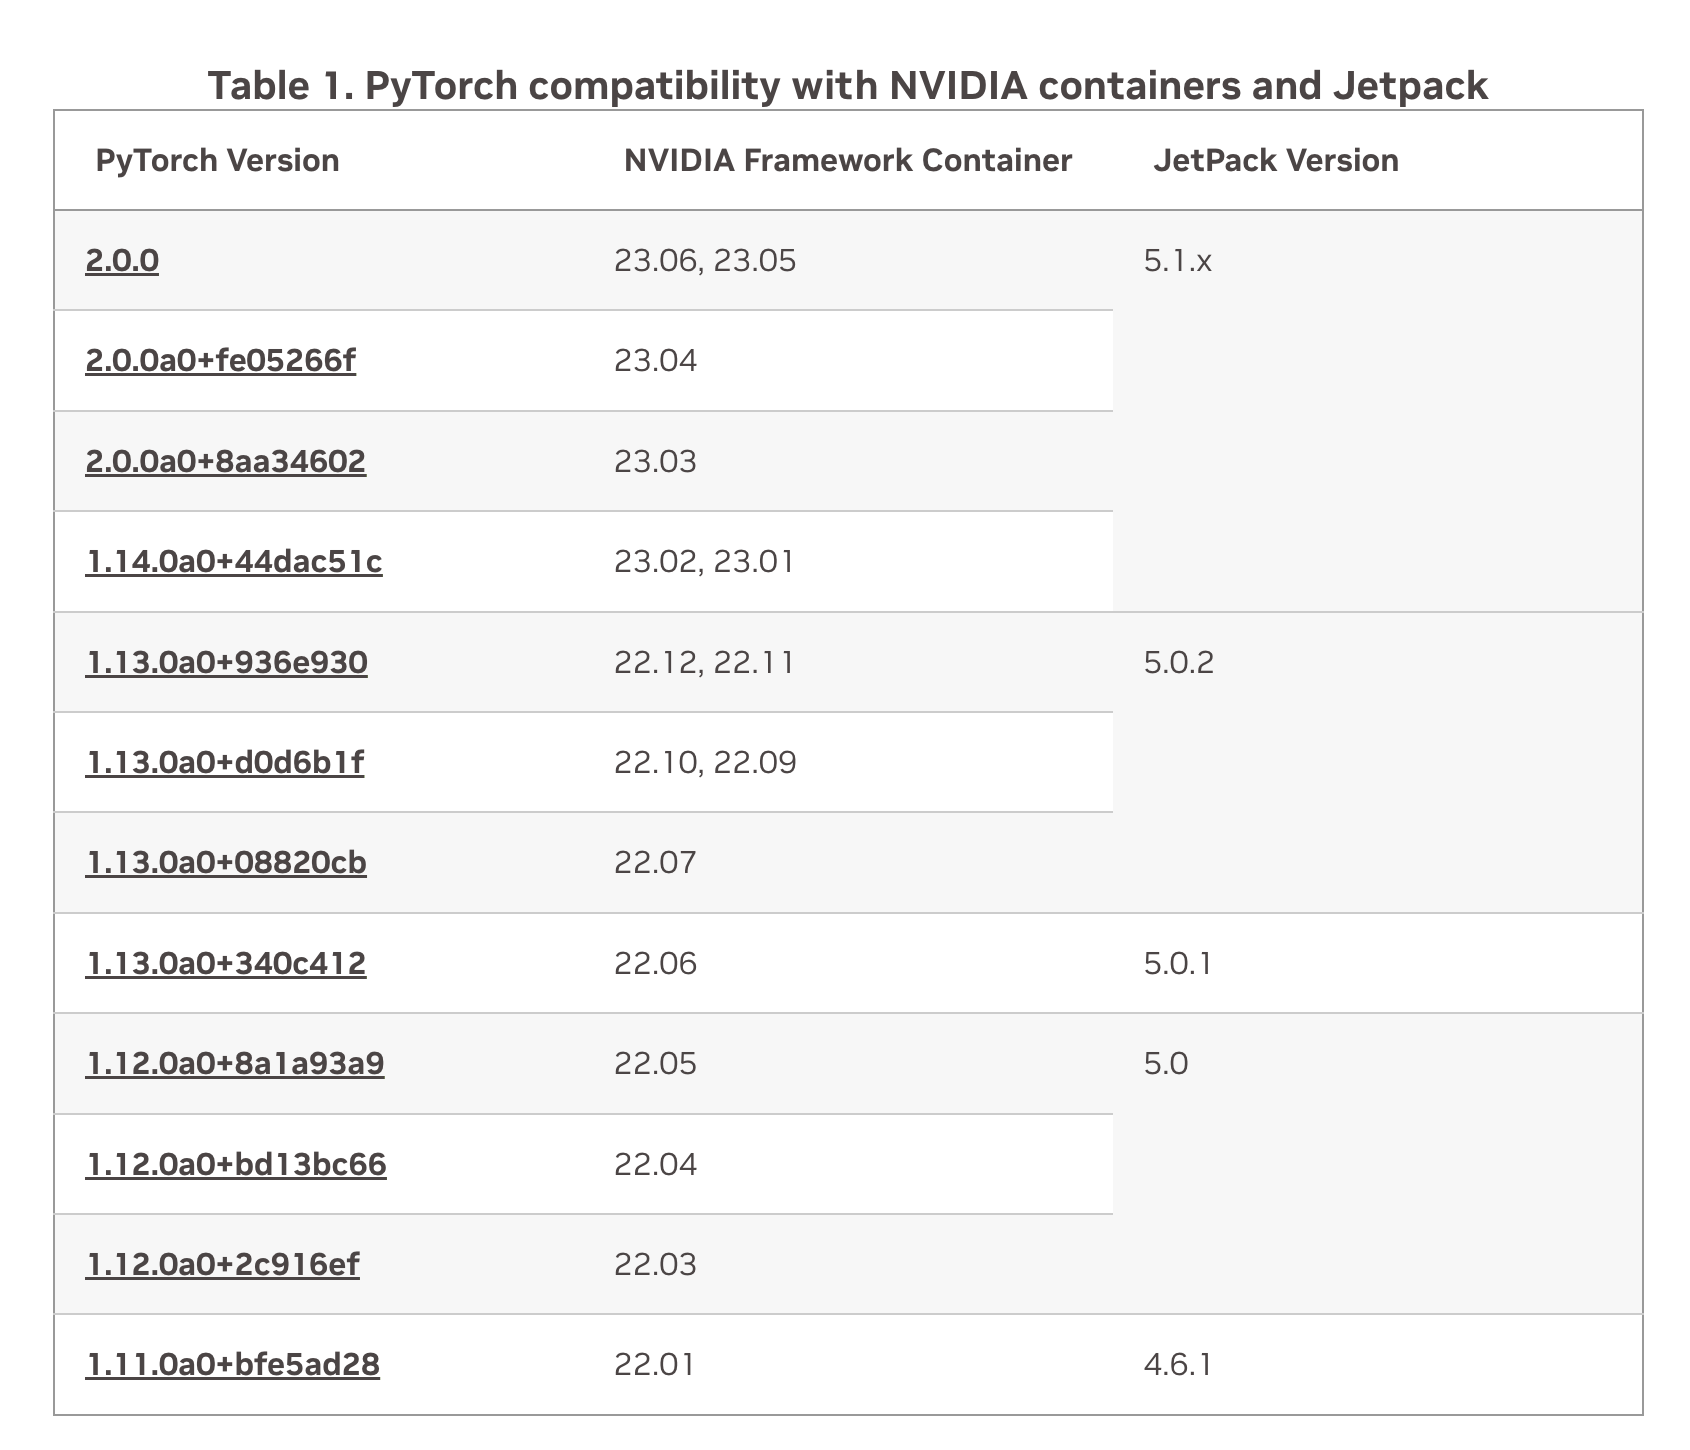 Table 1. PyTorch compatibility with NVIDIA containers and Jetpack
PyTorch Version NVIDIA Framework Container JetPack Version
2.0.0 23.06, 23.05 5.1.x
2.0.0a0+fe05266f 23.04
2.0.0a0+8aa34602 23.03
1.14.0a0+44dac51c 23.02, 23.01
1.13.0a0+936e930 22.12, 22.11 5.0.2
1.13.0a0+d0d6b1f 22.10, 22.09
1.13.0a0+08820cb 22.07
1.13.0a0+340c412 22.06 5.0.1
1.12.0a0+8a1a93a9 22.05 5.0
1.12.0a0+bd13bc66 22.04
1.12.0a0+2c916ef 22.03
1.11.0a0+bfe5ad28 22.01 4.6.1